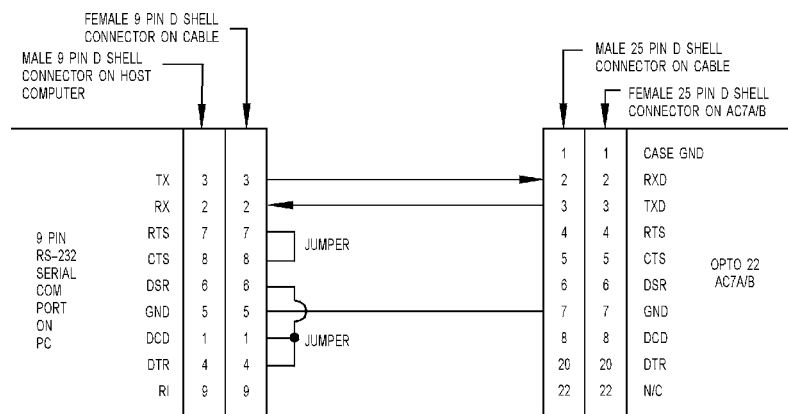 FEMALE 9 PIN D SHELL
CONNECTOR ON CABLE
MALE 9 PIN D SHELL
CONNECTOR ON HOST
COMPUTER
MALE 25 PIN D SHELL
CONNECTOR ON CABLE
FEMALE 25 PIN D SHELL
CONNECTOR ON AC7A/B
1 1 CASE GND
TX 3 3 2 2 RXD
RX 2 2 3 3 TXD
RTS 7 7 4 4 RTS
JUMPER
CTS 8 8 5 5 CTS
DSR 6 6 6 6 DSR
GND 5 5 7 7 GND
DCD 1 1 8 8 DCD
JUMPER
DTR 4 4 20 20 DTR
RI 9 9 22 22 N/C
9 PIN
RS-232
SERIAL
COM
PORT
ON
PC
OPTO 22
AC7A/B